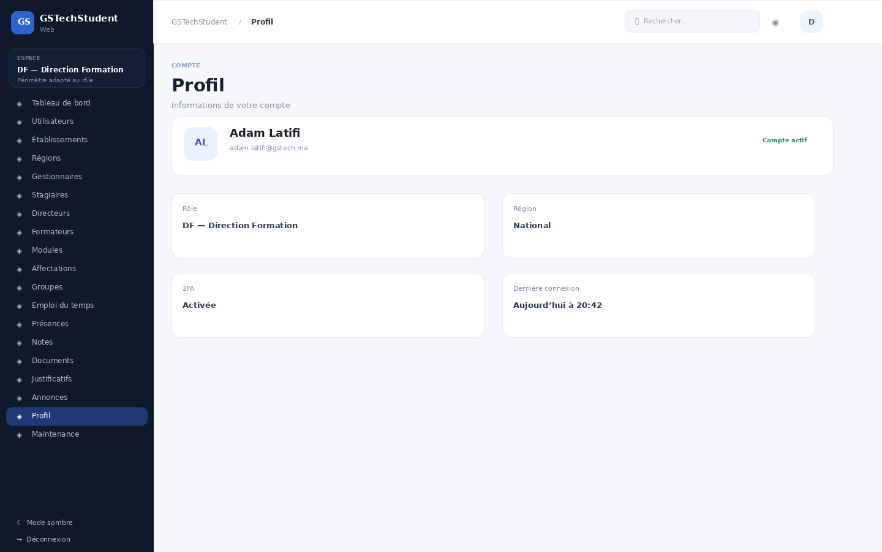 GS
GSTechStudent
Web
ESPACE
DF — Direction Formation
Périmètre adapté au rôle
Tableau de bord
Utilisateurs
Établissements
Régions
Gestionnaires
Stagiaires
Directeurs
Formateurs
Modules
Affectations
Groupes
Emploi du temps
Présences
Notes
Documents
Justificatifs
Annonces
Profil
Maintenance
Mode sombre
Déconnexion
GSTechStudent / Profil
Rechercher...
D
COMPTE
Profil
Informations de votre compte
AL
Adam Latifi
adam.latifi@gstech.ma
Compte actif
Rôle
DF — Direction Formation
Région
National
2FA
Activée
Dernière connexion
Aujourd’hui à 20:42